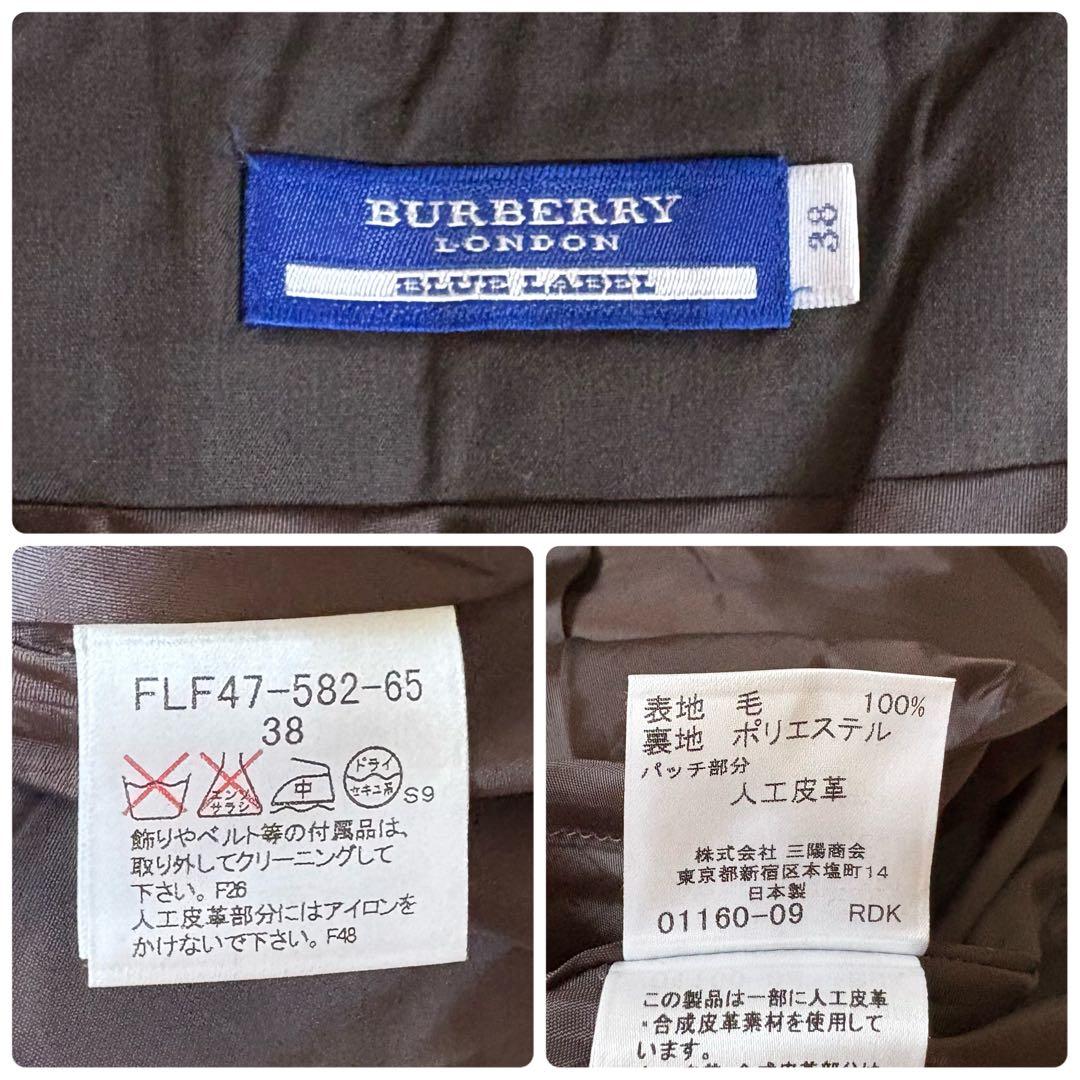 BURBERRY
LONDON
BLUE LABEL
38
FLF47-582-65
38
エンソ
サラシ
中
ドライ
セキユ系
S9
飾りやベルト等の付属品は、
取り外してクリーニングして
下さい。F26
人工皮革部分にはアイロンを
かけないで下さい。F48
表地 毛 100%
裏地 ポリエステル
パッチ部分
人工皮革
株式会社 三陽商会
東京都新宿区本塩町14
日本製
01160-09 RDK
この製品は一部に人工皮革
・合成皮革素材を使用して
います。